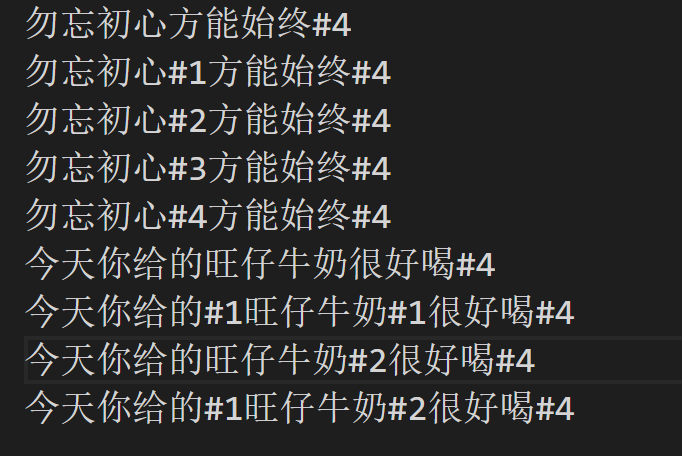 勿忘初心方能始终#4
勿忘初心#1方能始终#4
勿忘初心#2方能始终#4
勿忘初心#3方能始终#4
勿忘初心#4方能始终#4
今天你给的旺仔牛奶很好喝#4
今天你给的#1旺仔牛奶#1很好喝#4
今天你给的旺仔牛奶#2很好喝#4
今天你给的#1旺仔牛奶#2很好喝#4